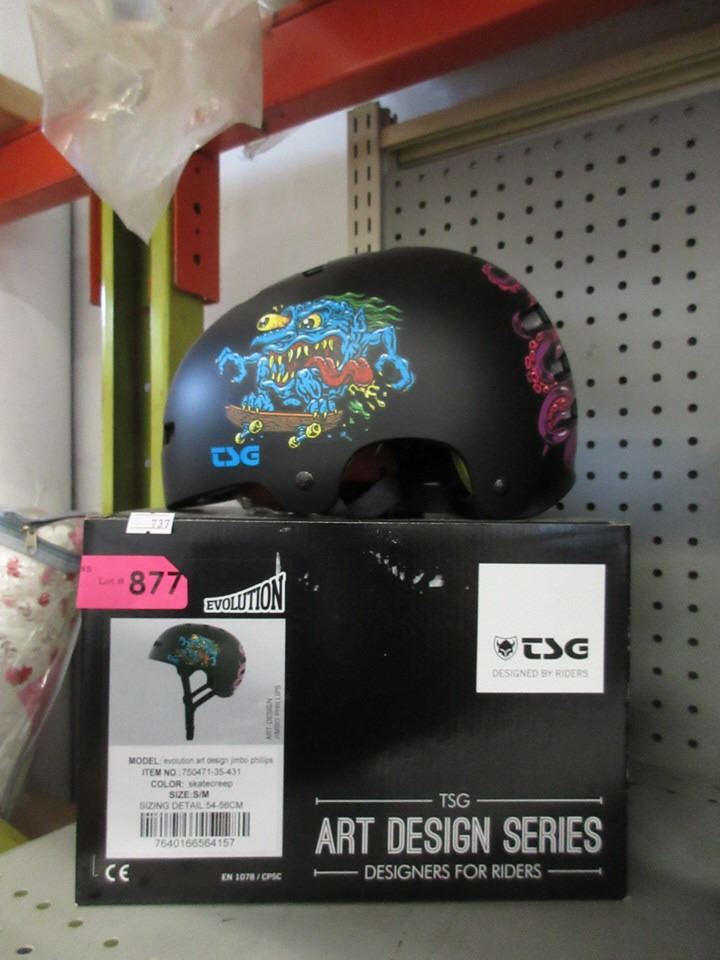 TSG
737
NS
Lot # 877
EVOLUTION
TSG
DESIGNED BY RIDERS
ART DESIGN
JIMBO PHILLIPS
MODEL: evolution art design jimbo phillips
ITEM NO.:750471-35-431
COLOR: skatecreep
SIZE:S/M
SIZING DETAIL:54-56CM
7640166564157
TSG
ART DESIGN SERIES
DESIGNERS FOR RIDERS
CE
EN 1078 / CPSC